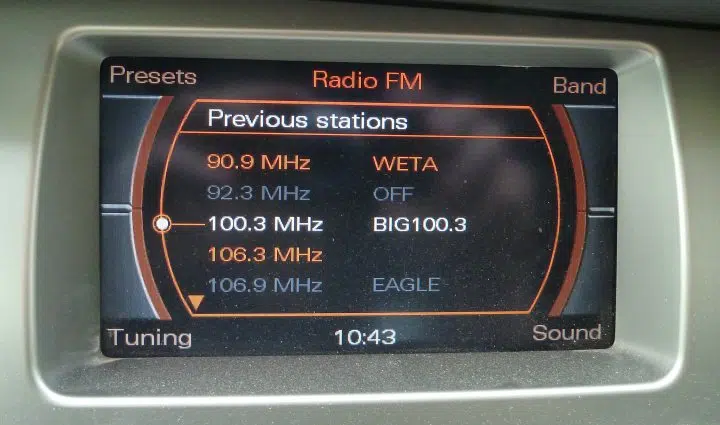 Presets Radio FM Band
Previous stations
90.9 MHz WETA
92.3 MHz OFF
100.3 MHz BIG100.3
106.3 MHz
106.9 MHz EAGLE
Tuning 10:43 Sound